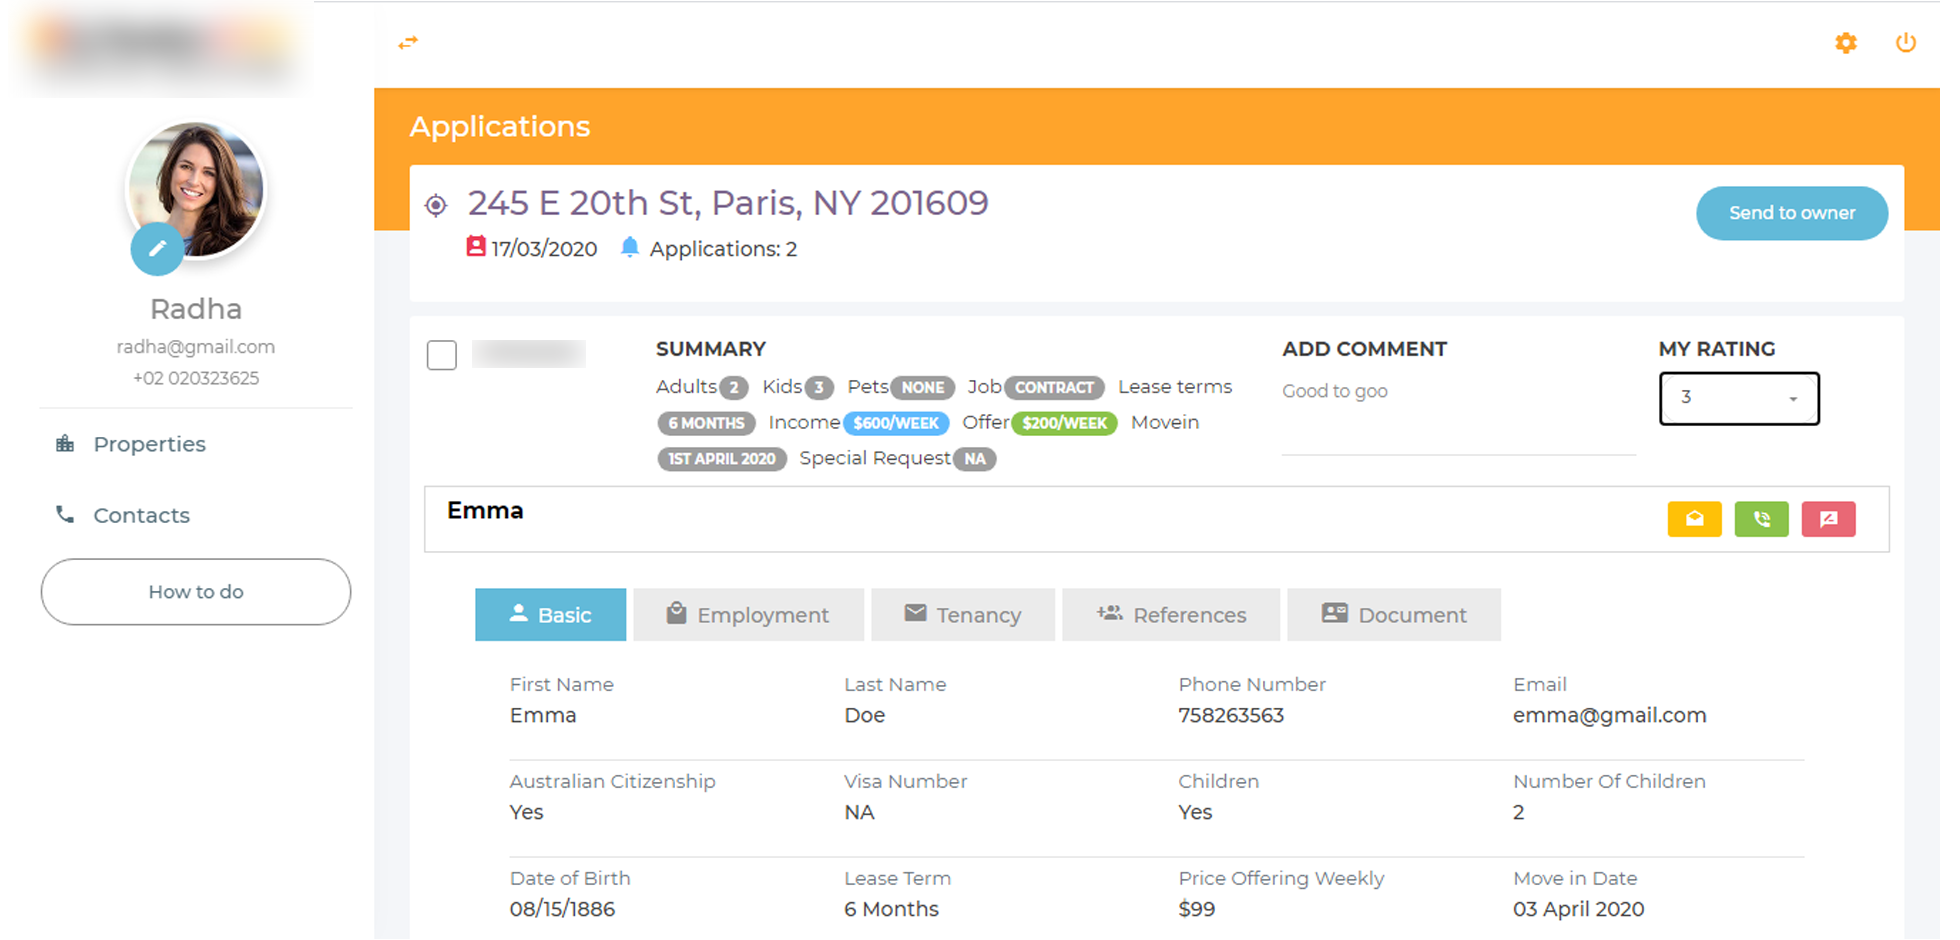 Radha
radha@gmail.com
+02 020323625
Properties
Contacts
How to do
Applications
245 E 20th St, Paris, NY 201609
17/03/2020 Applications: 2
Send to owner
SUMMARY
Adults 2 Kids 3 Pets NONE Job CONTRACT Lease terms
6 MONTHS Income $600/WEEK Offer $200/WEEK Movein
1ST APRIL 2020 Special Request NA
ADD COMMENT
Good to goo
MY RATING
3
Emma
Basic Employment Tenancy References Document
First Name Last Name Phone Number Email
Emma Doe 758263563 emma@gmail.com
Australian Citizenship Visa Number Children Number Of Children
Yes NA Yes 2
Date of Birth Lease Term Price Offering Weekly Move in Date
08/15/1886 6 Months $99 03 April 2020